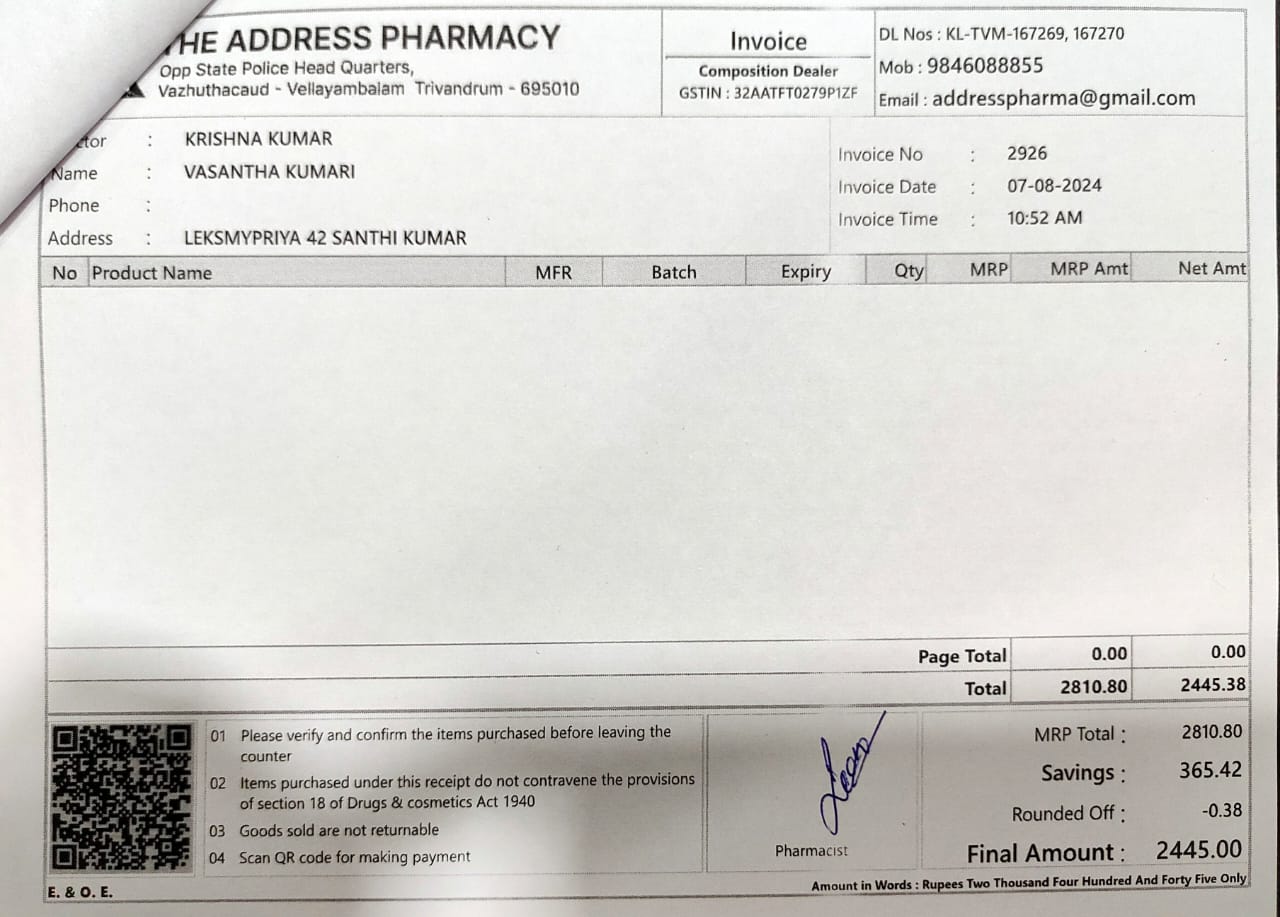 THE ADDRESS PHARMACY
Opp State Police Head Quarters,
Vazhuthacaud - Vellayambalam Trivandrum - 695010
Invoice
Composition Dealer
GSTIN : 32AATFT0279P1ZF
DL Nos : KL-TVM-167269, 167270
Mob : 9846088855
Email : addresspharma@gmail.com
ctor : KRISHNA KUMAR
Name : VASANTHA KUMARI
Phone :
Address : LEKSMYPRIYA 42 SANTHI KUMAR
Invoice No : 2926
Invoice Date : 07-08-2024
Invoice Time : 10:52 AM
No Product Name MFR Batch Expiry Qty MRP MRP Amt Net Amt
Page Total 0.00 0.00
Total 2810.80 2445.38
01 Please verify and confirm the items purchased before leaving the
counter
02 Items purchased under this receipt do not contravene the provisions
of section 18 of Drugs & cosmetics Act 1940
03 Goods sold are not returnable
04 Scan QR code for making payment
E. & O. E.
Pharmacist
MRP Total : 2810.80
Savings : 365.42
Rounded Off : -0.38
Final Amount : 2445.00
Amount in Words : Rupees Two Thousand Four Hundred And Forty Five Only